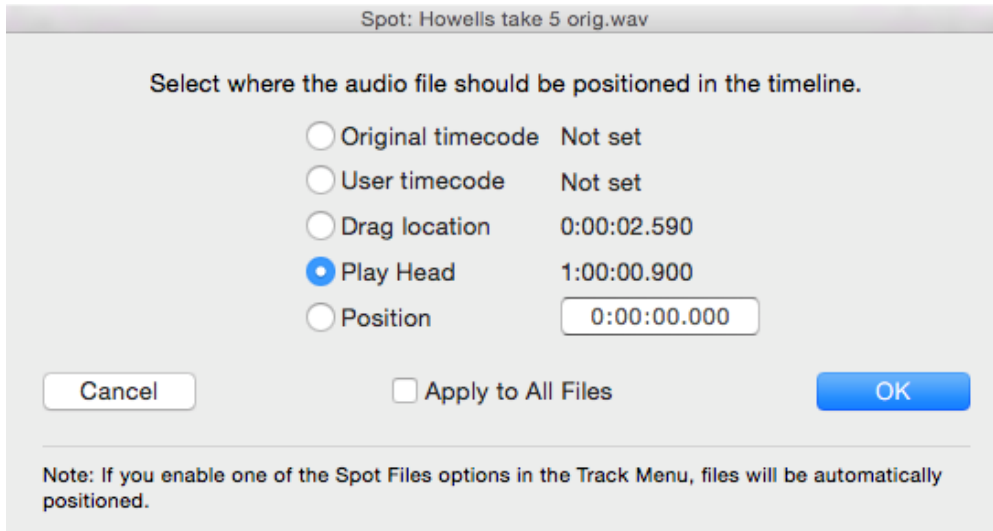 Spot: Howells take 5 orig.wav
Select where the audio file should be positioned in the timeline.
Original timecode Not set
User timecode Not set
Drag location 0:00:02.590
Play Head 1:00:00.900
Position 0:00:00.000
Cancel Apply to All Files OK
Note: If you enable one of the Spot Files options in the Track Menu, files will be automatically
positioned.